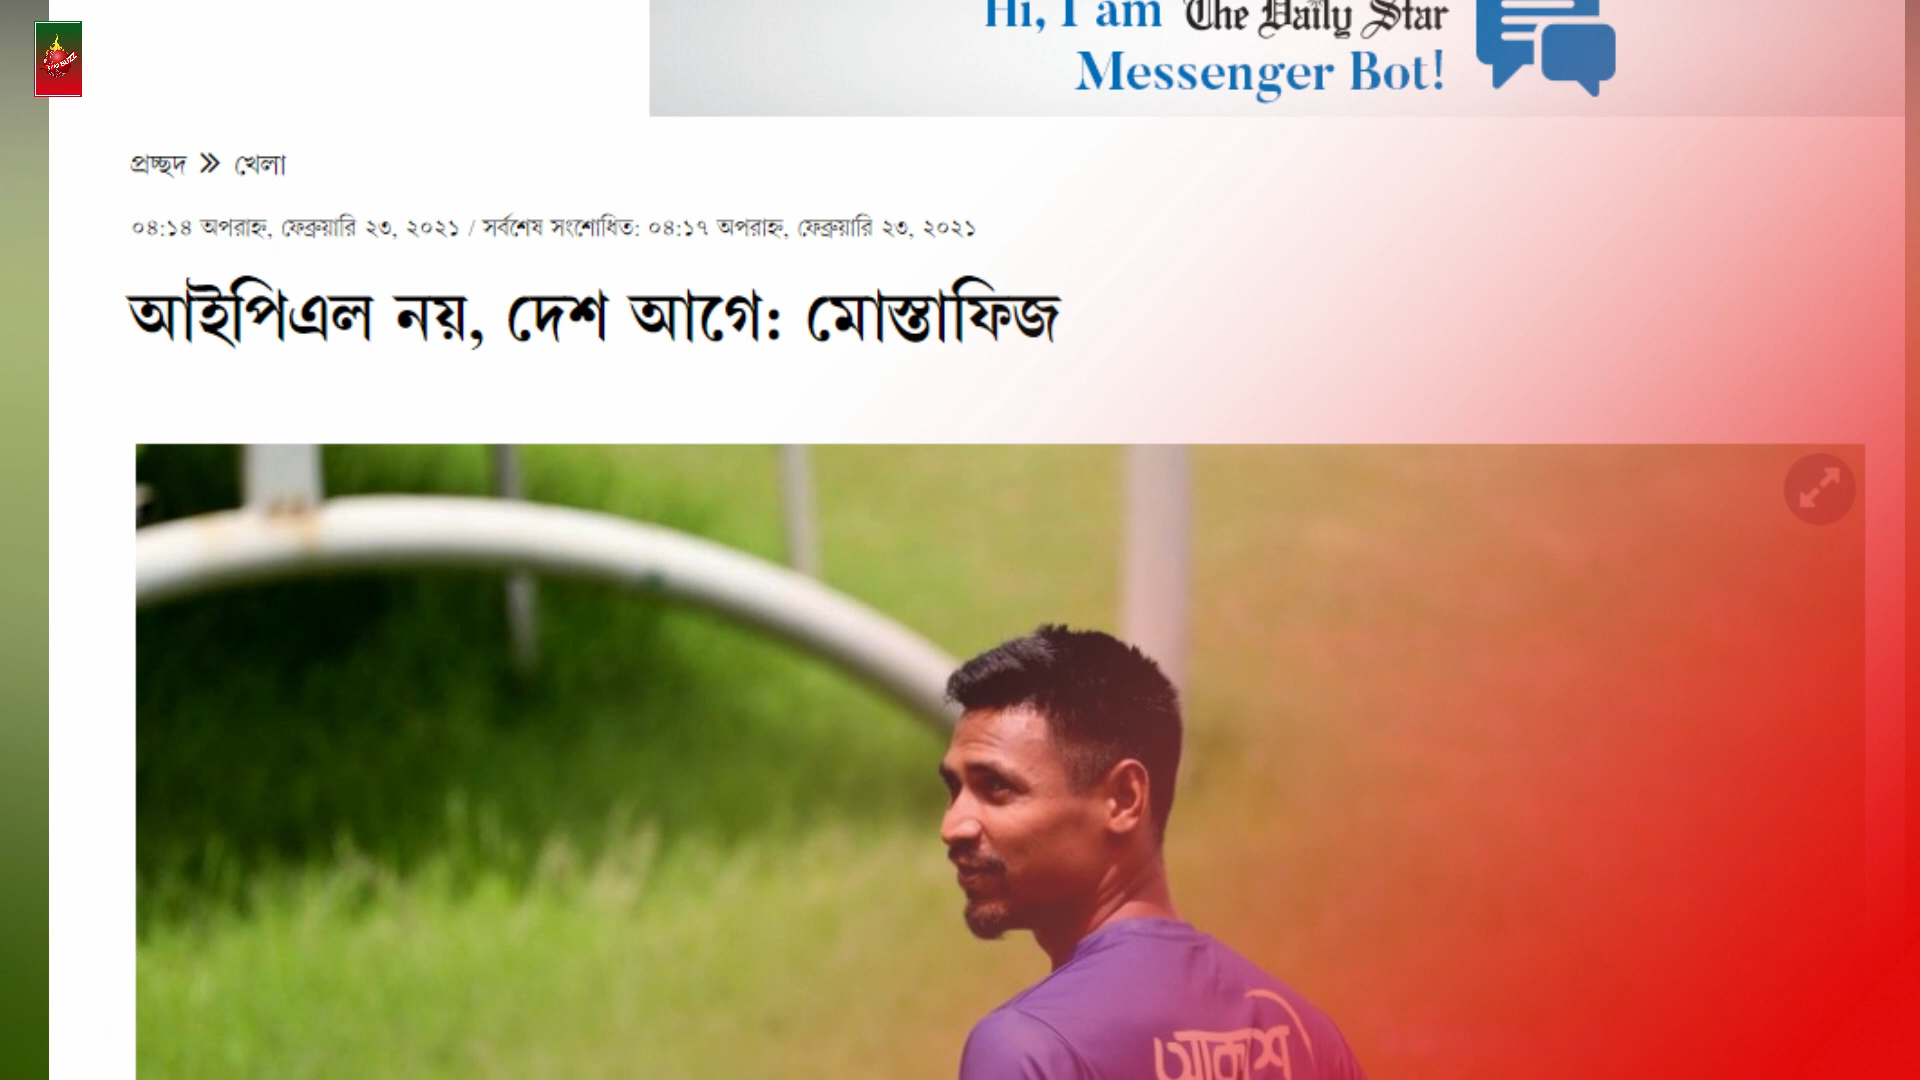 Hi, I am The Daily Star
Messenger Bot!
প্রচ্ছদ » খেলা
০৪:১৪ অপরাহ্ন, ফেব্রুয়ারি ২৩, ২০২১ / সর্বশেষ সংশোধিত: ০৪:১৭ অপরাহ্ন, ফেব্রুয়ারি ২৩, ২০২১
আইপিএল নয়, দেশ আগে: মোস্তাফিজ
আকাশ